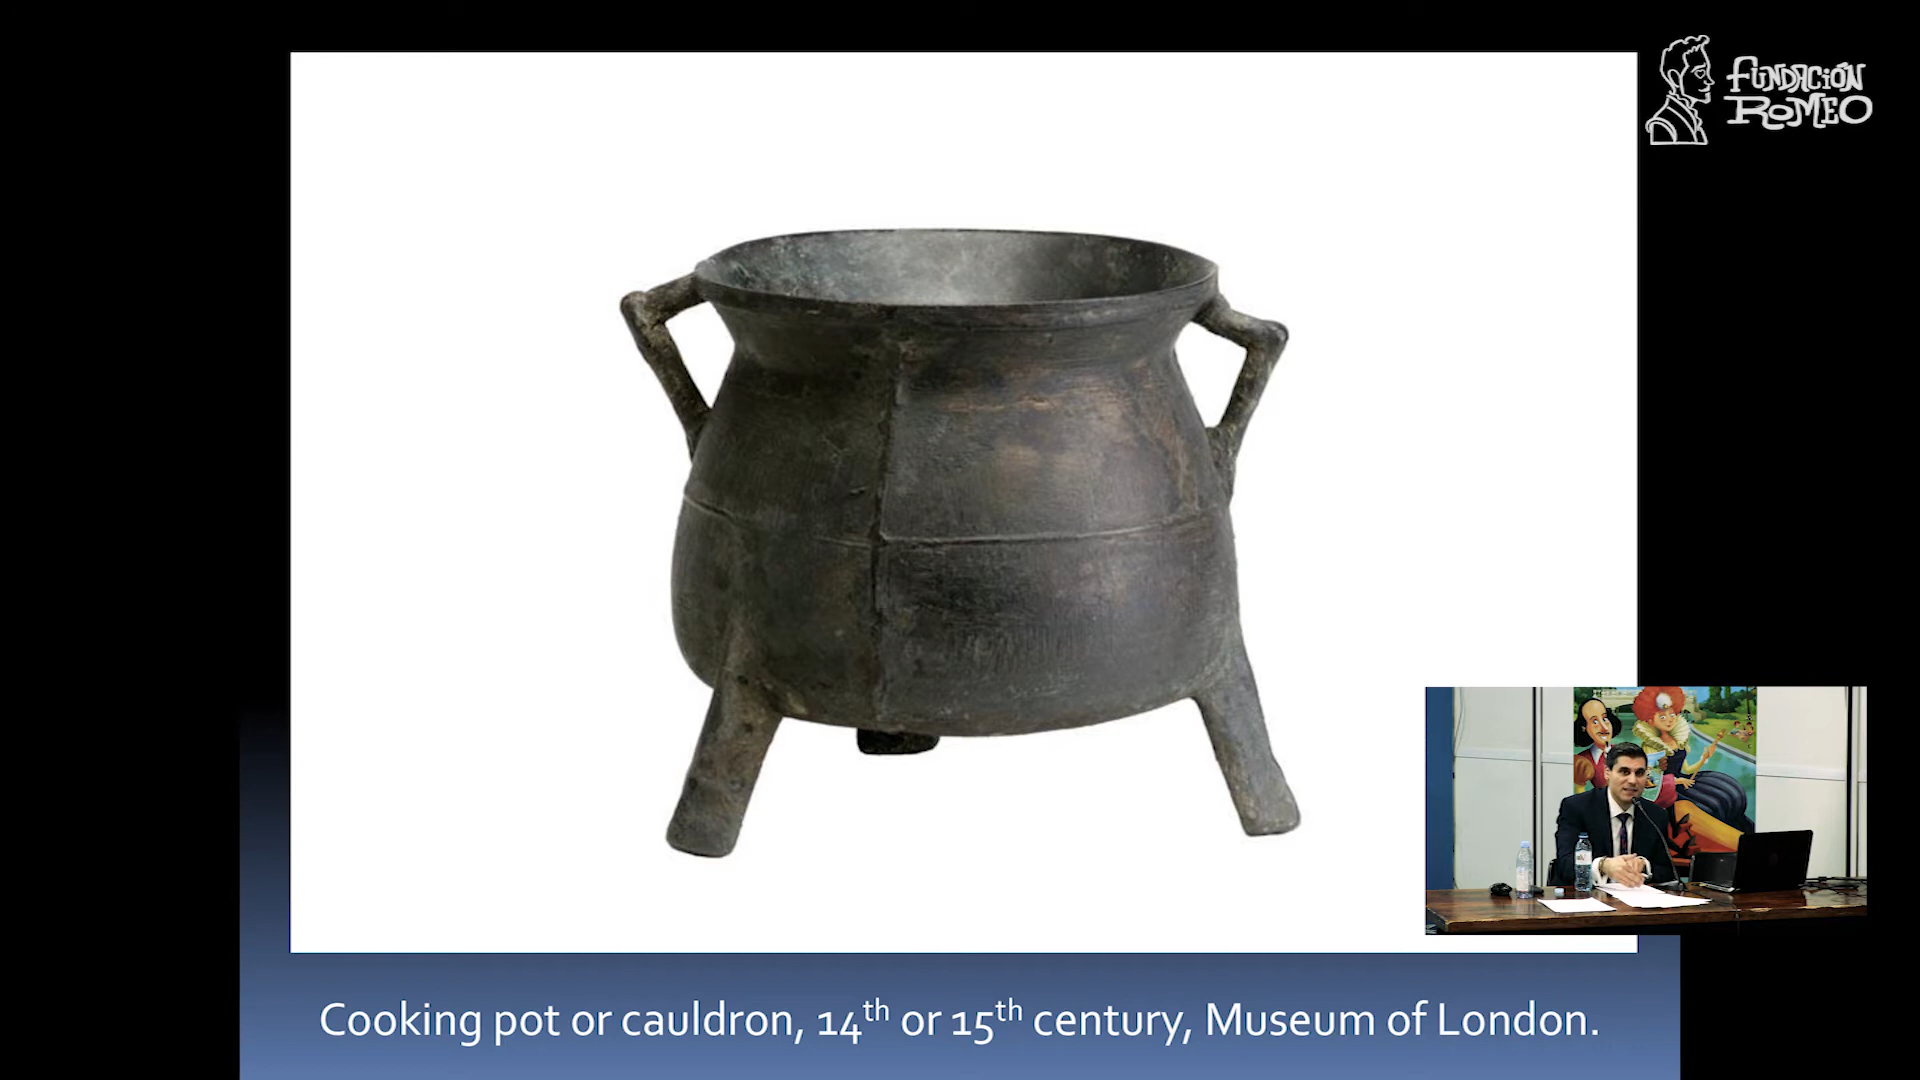 FUNDACIÓN
ROMEO
Cooking pot or cauldron, 14th or 15th century, Museum of London.